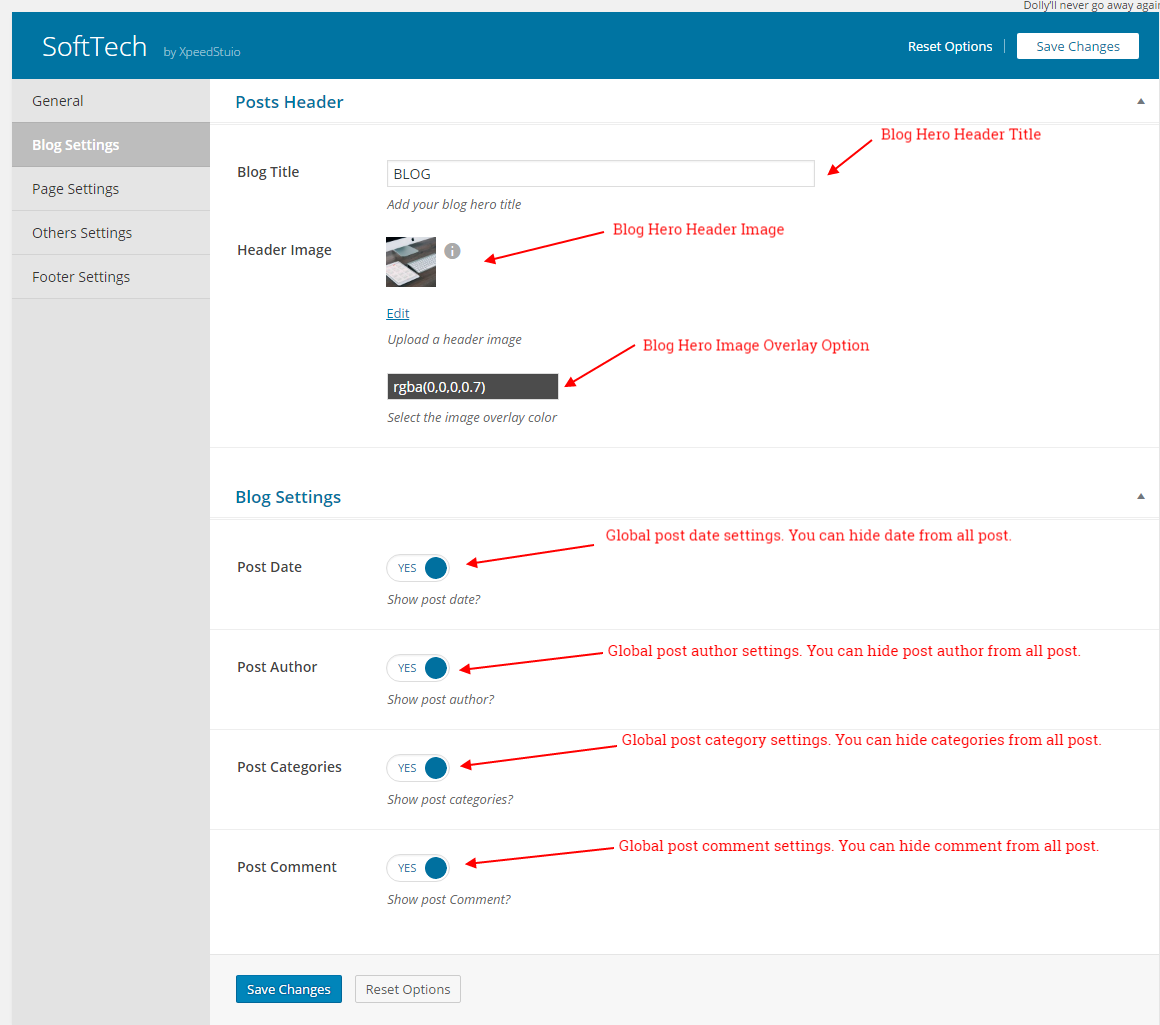 Dolly'll never go away agai
SoftTech by XpeedStuio
Reset Options
Save Changes
General
Blog Settings
Page Settings
Others Settings
Footer Settings
Posts Header
Blog Hero Header Title
Blog Title
BLOG
Add your blog hero title
Blog Hero Header Image
Header Image
Edit
Upload a header image
Blog Hero Image Overlay Option
rgba(0,0,0,0.7)
Select the image overlay color
Blog Settings
Global post date settings. You can hide date from all post.
Post Date
YES
Show post date?
Global post author settings. You can hide post author from all post.
Post Author
YES
Show post author?
Global post category settings. You can hide categories from all post.
Post Categories
YES
Show post categories?
Global post comment settings. You can hide comment from all post.
Post Comment
YES
Show post Comment?
Save Changes
Reset Options